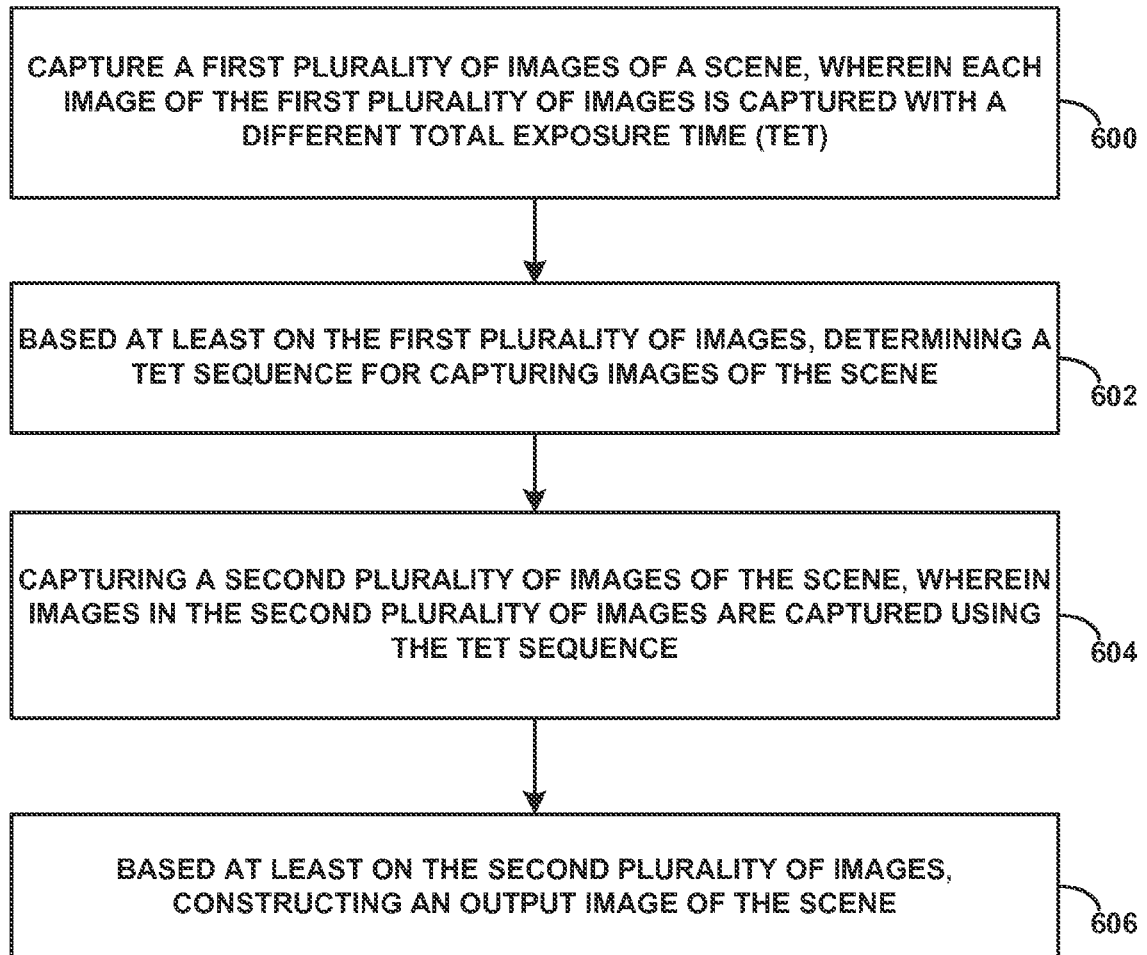 CAPTURE A FIRST PLURALITY OF IMAGES OF A SCENE, WHEREIN EACH
IMAGE OF THE FIRST PLURALITY OF IMAGES IS CAPTURED WITH A
DIFFERENT TOTAL EXPOSURE TIME (TET)
600
BASED AT LEAST ON THE FIRST PLURALITY OF IMAGES, DETERMINING A
TET SEQUENCE FOR CAPTURING IMAGES OF THE SCENE
602
CAPTURING A SECOND PLURALITY OF IMAGES OF THE SCENE, WHEREIN
IMAGES IN THE SECOND PLURALITY OF IMAGES ARE CAPTURED USING
THE TET SEQUENCE
604
BASED AT LEAST ON THE SECOND PLURALITY OF IMAGES,
CONSTRUCTING AN OUTPUT IMAGE OF THE SCENE
606